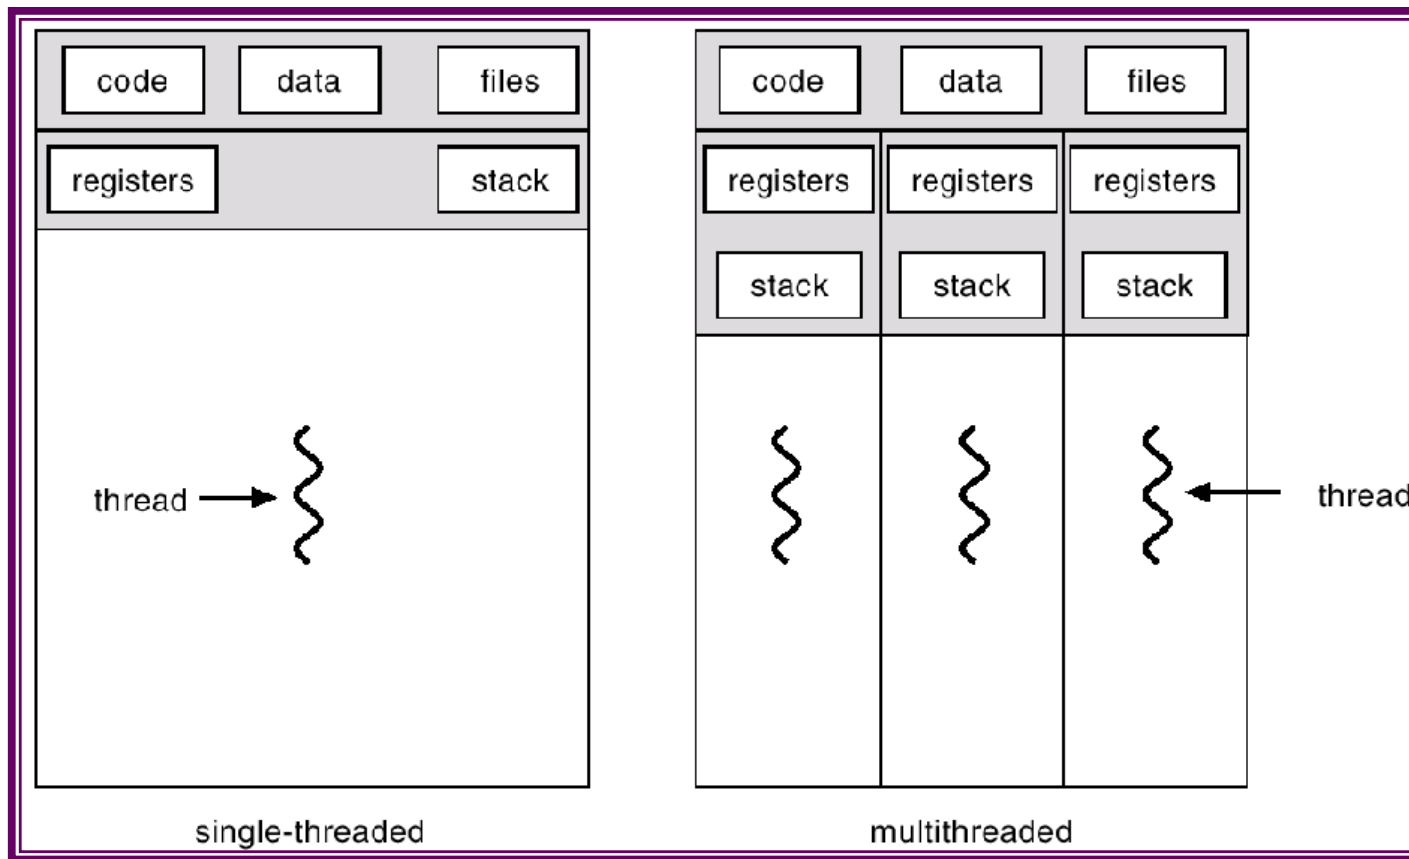 code data files
registers stack
thread
single-threaded
code data files
registers registers registers
stack stack stack
thread
multithreaded